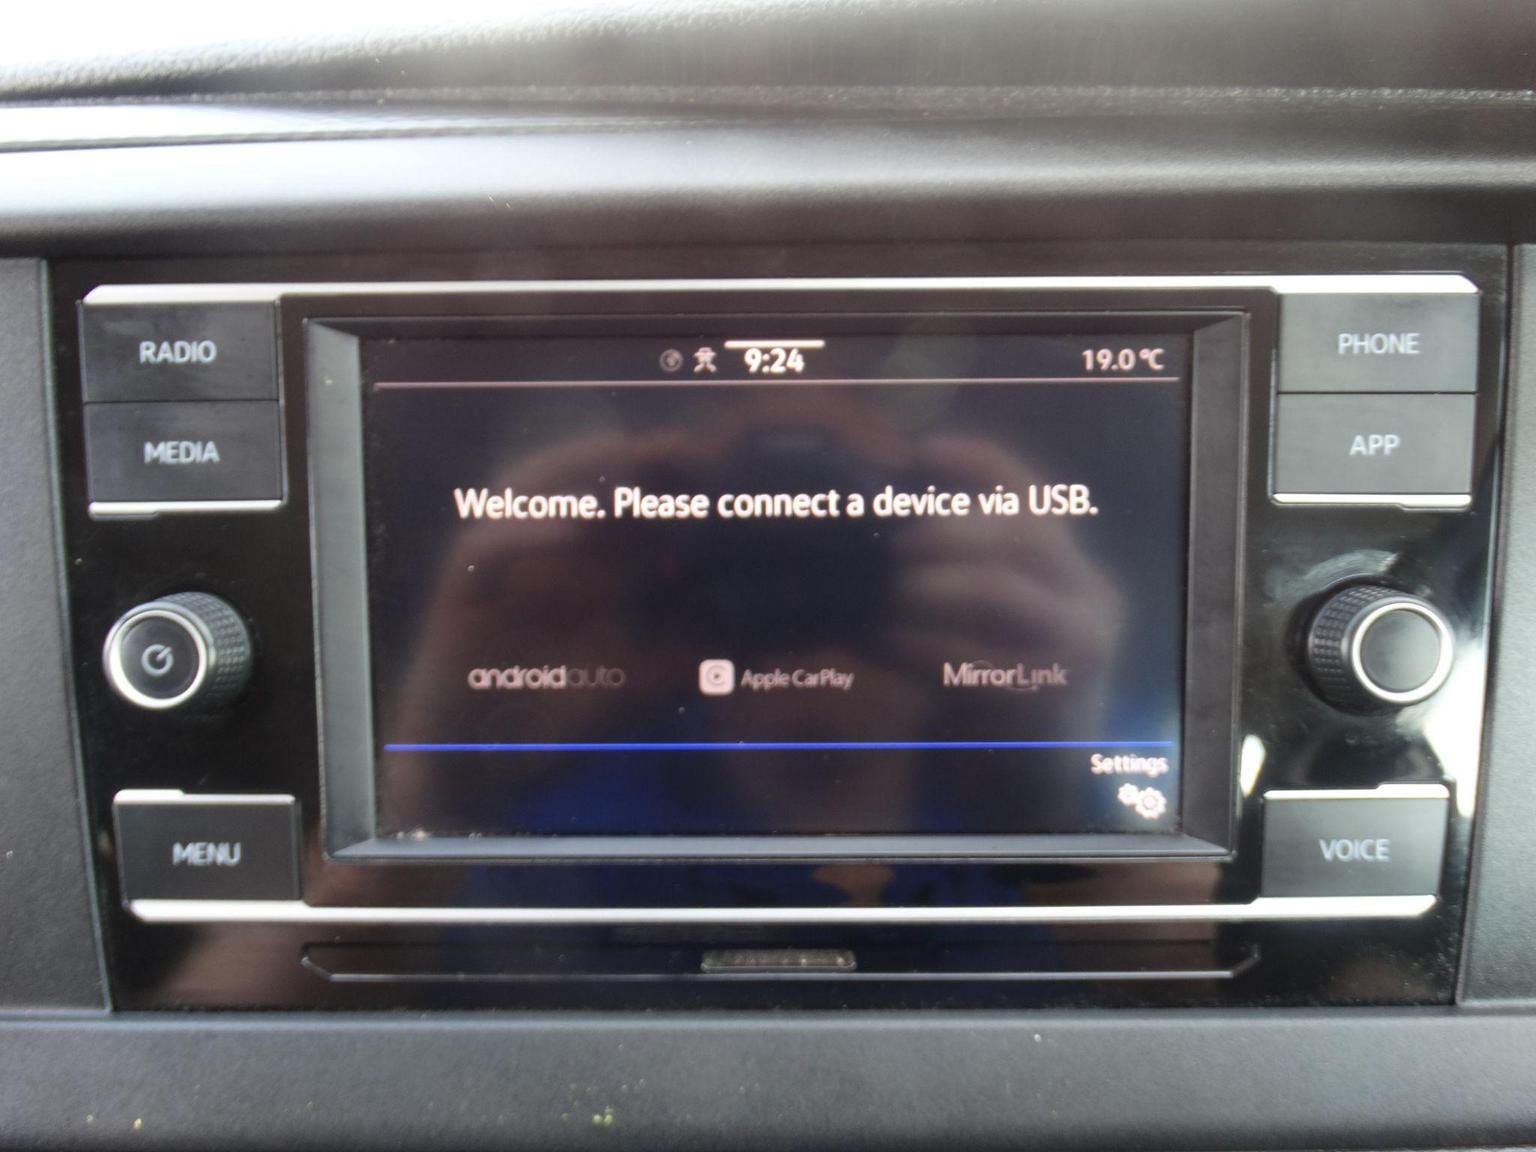 RADIO
MEDIA
MENU
9:24
19.0 °C
Welcome. Please connect a device via USB.
androidauto
Apple CarPlay
MirrorLink
Settings
PHONE
APP
VOICE